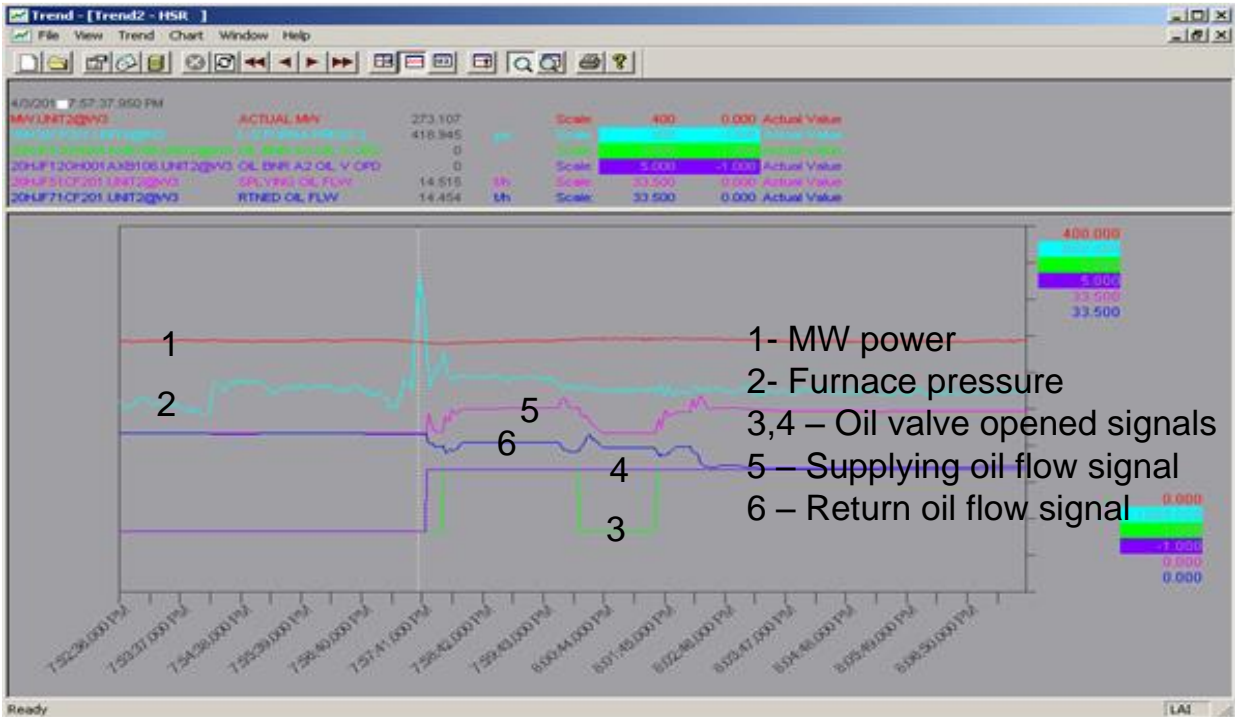 Trend - [Trend2 - HSR ]
File View Trend Chart Window Help
7:57:37.950 PM
MW.UNIT2@W3 ACTUAL MW 273.107 Scale: 400 0.000 Actual Value
418.945 Scale: Actual Value
OIL BNR 0 Scale: Actual Value
20HJF120H001AXB106.UNIT2@W3 OIL BNR A2 OIL V OPD 0 Scale: 5.000 -1.000 Actual Value
20HJF51CF201.UNIT2@W3 SPLYING OIL FLW 14.515 t/h Scale: 33.500 0.000 Actual Value
20HJF71CF201.UNIT2@W3 RTNED OIL FLW 14.454 t/h Scale: 33.500 0.000 Actual Value
400.000
5.000
33.500
33.500
1
2
5
6
4
3
1- MW power
2- Furnace pressure
3,4 – Oil valve opened signals
5 – Supplying oil flow signal
6 – Return oil flow signal
0.000
-1.000
0.000
0.000
7:52:36.000 PM
7:53:37.000 PM
7:54:38.000 PM
7:55:39.000 PM
7:56:40.000 PM
7:57:41.000 PM
7:58:42.000 PM
7:59:43.000 PM
8:00:44.000 PM
8:01:45.000 PM
8:02:46.000 PM
8:03:47.000 PM
8:04:48.000 PM
8:05:49.000 PM
8:06:50.000 PM
Ready
LAI